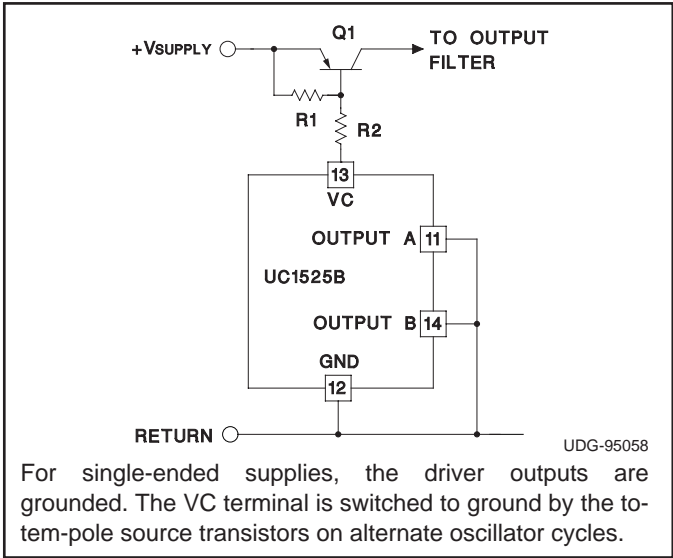 Q1
+VSUPPLY
TO OUTPUT
FILTER
R1
R2
13
VC
OUTPUT A 11
UC1525B
OUTPUT B 14
GND
12
RETURN
UDG-95058
For single-ended supplies, the driver outputs are
grounded. The VC terminal is switched to ground by the to-
tem-pole source transistors on alternate oscillator cycles.